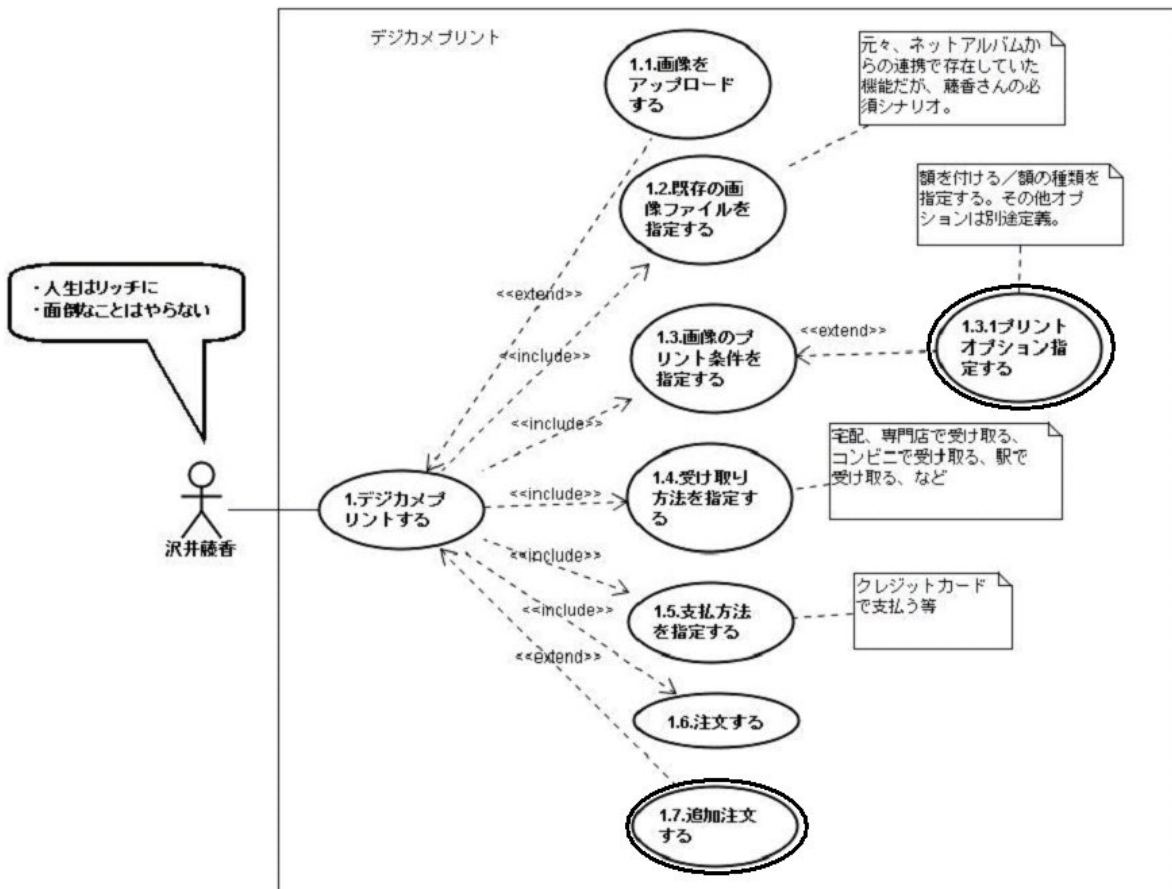 デジカメプリント
1.1.画像を
アップロード
する
元々、ネットアルバムか
らの連携で存在していた
機能だが、藤香さんの必
須シナリオ。
1.2.既存の画
像ファイルを
指定する
額を付ける／額の種類を
指定する。その他オプ
ションは別途定義。
・人生はリッチに
・面倒なことはやらない
<<extend>>
<<include>>
1.3.画像のプ
リント条件を
指定する
<<extend>>
1.3.1プリント
オプション指
定する
<<include>>
宅配、専門店で受け取る、
コンビニで受け取る、駅で
受け取る、など
1.4.受け取り
方法を指定す
る
<<include>>
1.デジカメプ
リントする
沢井藤香
<<include>>
クレジットカード
で支払う等
1.5.支払方法
を指定する
<<include>>
<<extend>>
1.6.注文する
1.7.追加注文
する